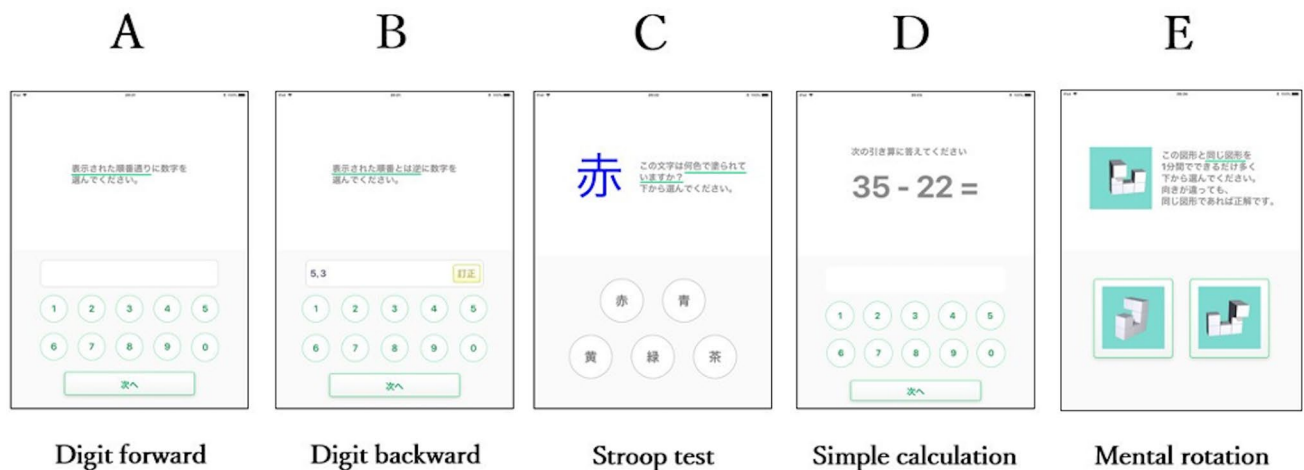 A
B
C
D
E
表示された順番通りに数字を
選んでください。
1 2 3 4 5
6 7 8 9 0
次へ
表示された順番とは逆に数字を
選んでください。
5, 3
訂正
1 2 3 4 5
6 7 8 9 0
次へ
赤
この文字は何色で塗られて
いますか？
下から選んでください。
赤 青
黄 緑 茶
次の引き算に答えてください
35 - 22 =
1 2 3 4 5
6 7 8 9 0
次へ
この図形と同じ図形を
1分間でできるだけ多く
下から選んでください。
向きが違っても、
同じ図形であれば正解です。
Digit forward
Digit backward
Stroop test
Simple calculation
Mental rotation